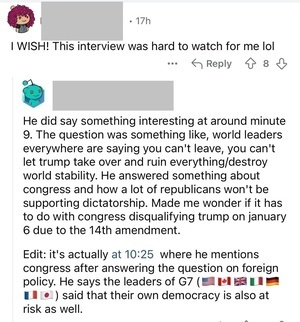 • 17h
I WISH! This interview was hard to watch for me lol
... Reply 8
He did say something interesting at around minute
9. The question was something like, world leaders
everywhere are saying you can't leave, you can't
let trump take over and ruin everything/destroy
world stability. He answered something about
congress and how a lot of republicans won't be
supporting dictatorship. Made me wonder if it has
to do with congress disqualifying trump on january
6 due to the 14th amendment.
Edit: it's actually at 10:25 where he mentions
congress after answering the question on foreign
policy. He says the leaders of G7 (🇺🇸 🇨🇦 🇬🇧 🇮🇹 🇩🇪
🇫🇷 🇯🇵) said that their own democracy is also at
risk as well.